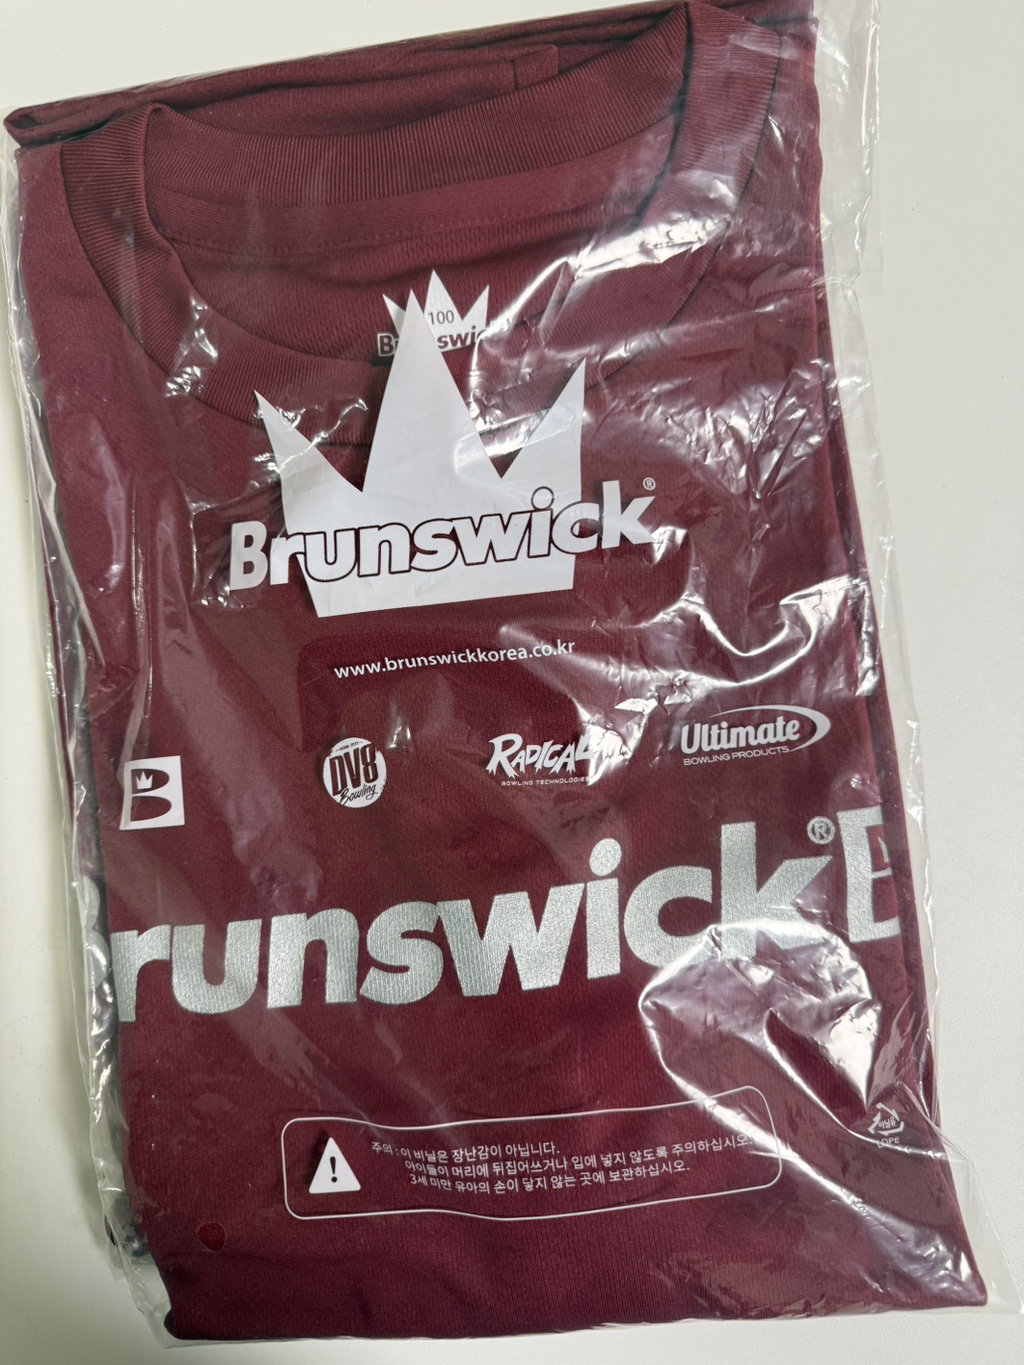 100
Brunswick
Brunswick®
www.brunswickkorea.co.kr
B
DV8
Bowling
RADICAL
BOWLING TECHNOLOGIES
Ultimate
BOWLING PRODUCTS
runswick®
주의 : 이 비닐은 장난감이 아닙니다.
아이들이 머리에 뒤집어쓰거나 입에 넣지 않도록 주의하십시오.
3세 미만 유아의 손이 닿지 않는 곳에 보관하십시오.
비닐류
LDPE